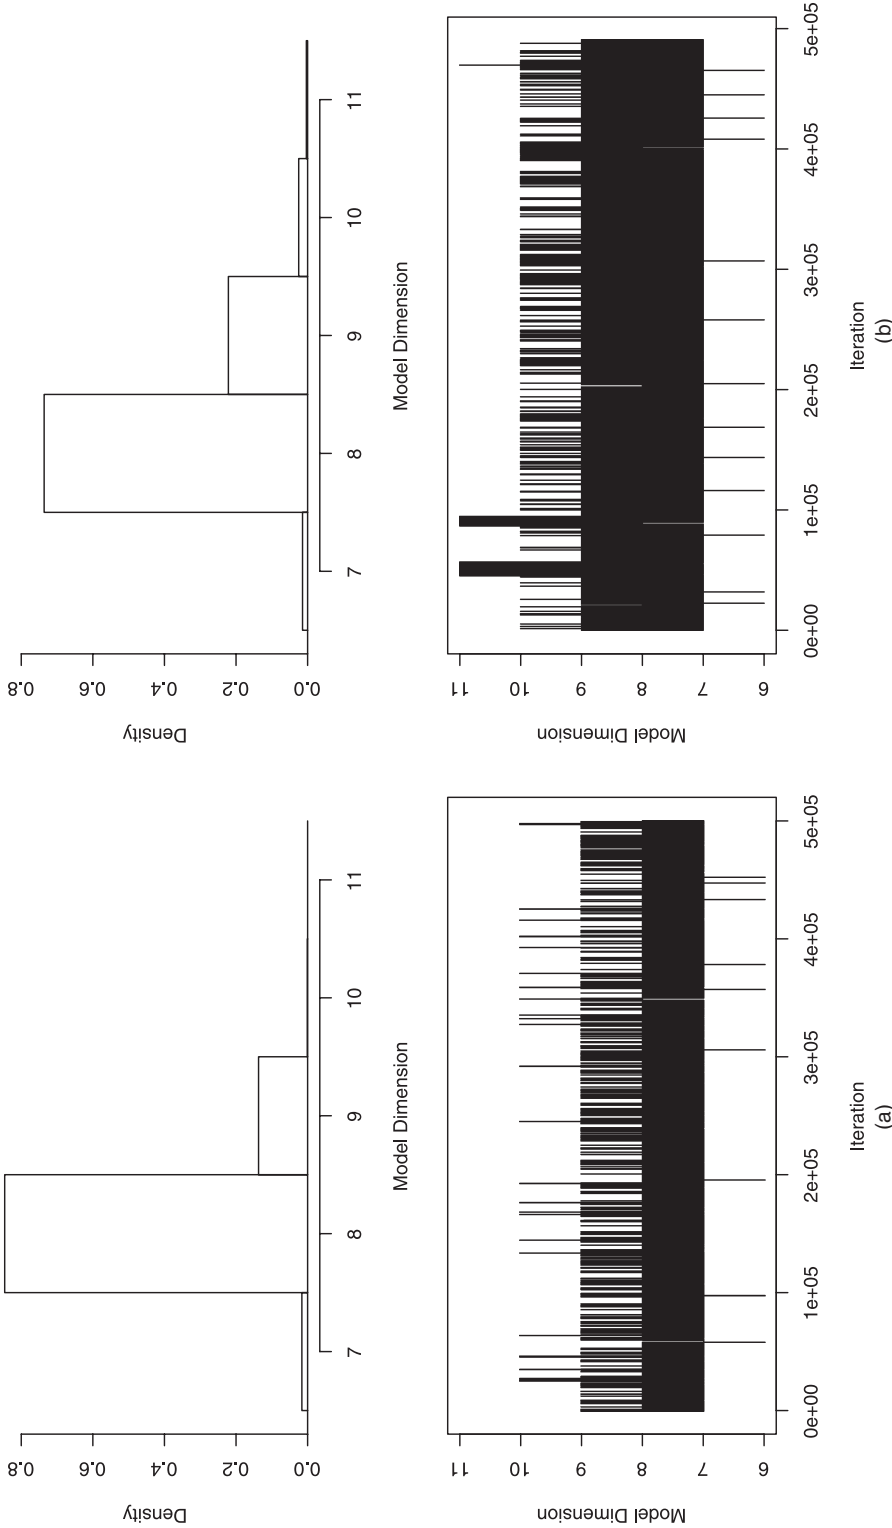 0.0 0.2 0.4 0.6 0.8
Density
7 8 9 10 11
Model Dimension
6 7 8 9 10 11
Model Dimension
0e+00 1e+05 2e+05 3e+05 4e+05 5e+05
Iteration
(a)
0.0 0.2 0.4 0.6 0.8
Density
7 8 9 10 11
Model Dimension
6 7 8 9 10 11
Model Dimension
0e+00 1e+05 2e+05 3e+05 4e+05 5e+05
Iteration
(b)